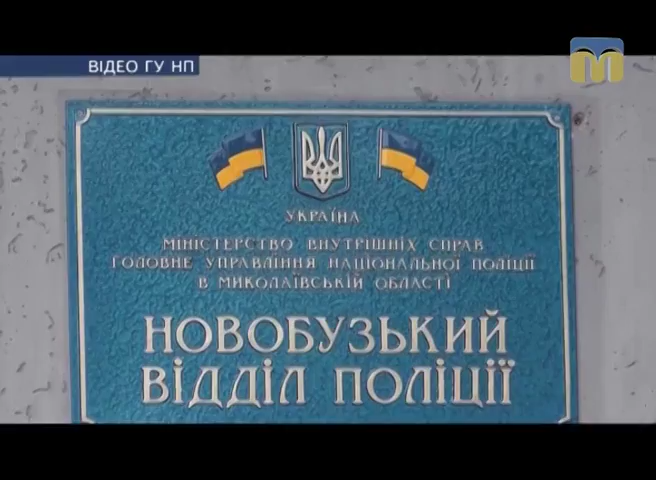 ВІДЕО ГУ НП
УКРАЇНА
МІНІСТЕРСТВО ВНУТРІШНІХ СПРАВ
ГОЛОВНЕ УПРАВЛІННЯ НАЦІОНАЛЬНОЇ ПОЛІЦІЇ
В МИКОЛАЇВСЬКІЙ ОБЛАСТІ
НОВОБУЗЬКИЙ
ВІДДІЛ ПОЛІЦІЇ